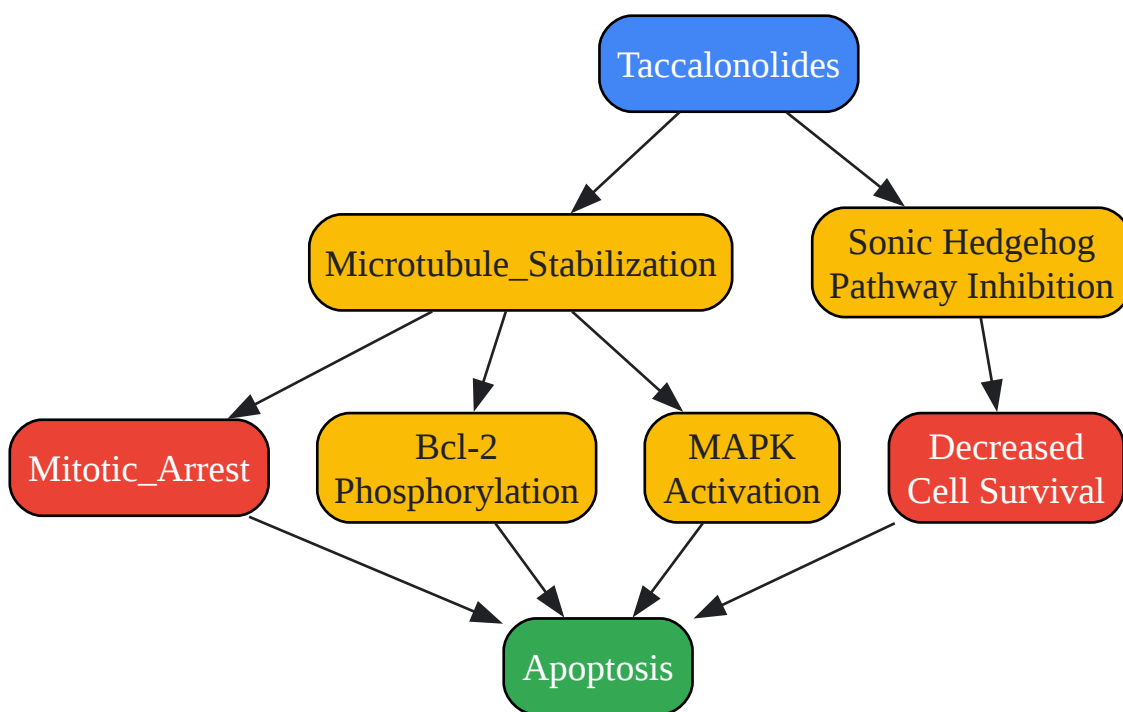 Taccalonolides
Microtubule_Stabilization
Sonic Hedgehog
Pathway Inhibition
Mitotic_Arrest
Bcl-2
Phosphorylation
MAPK
Activation
Decreased
Cell Survival
Apoptosis